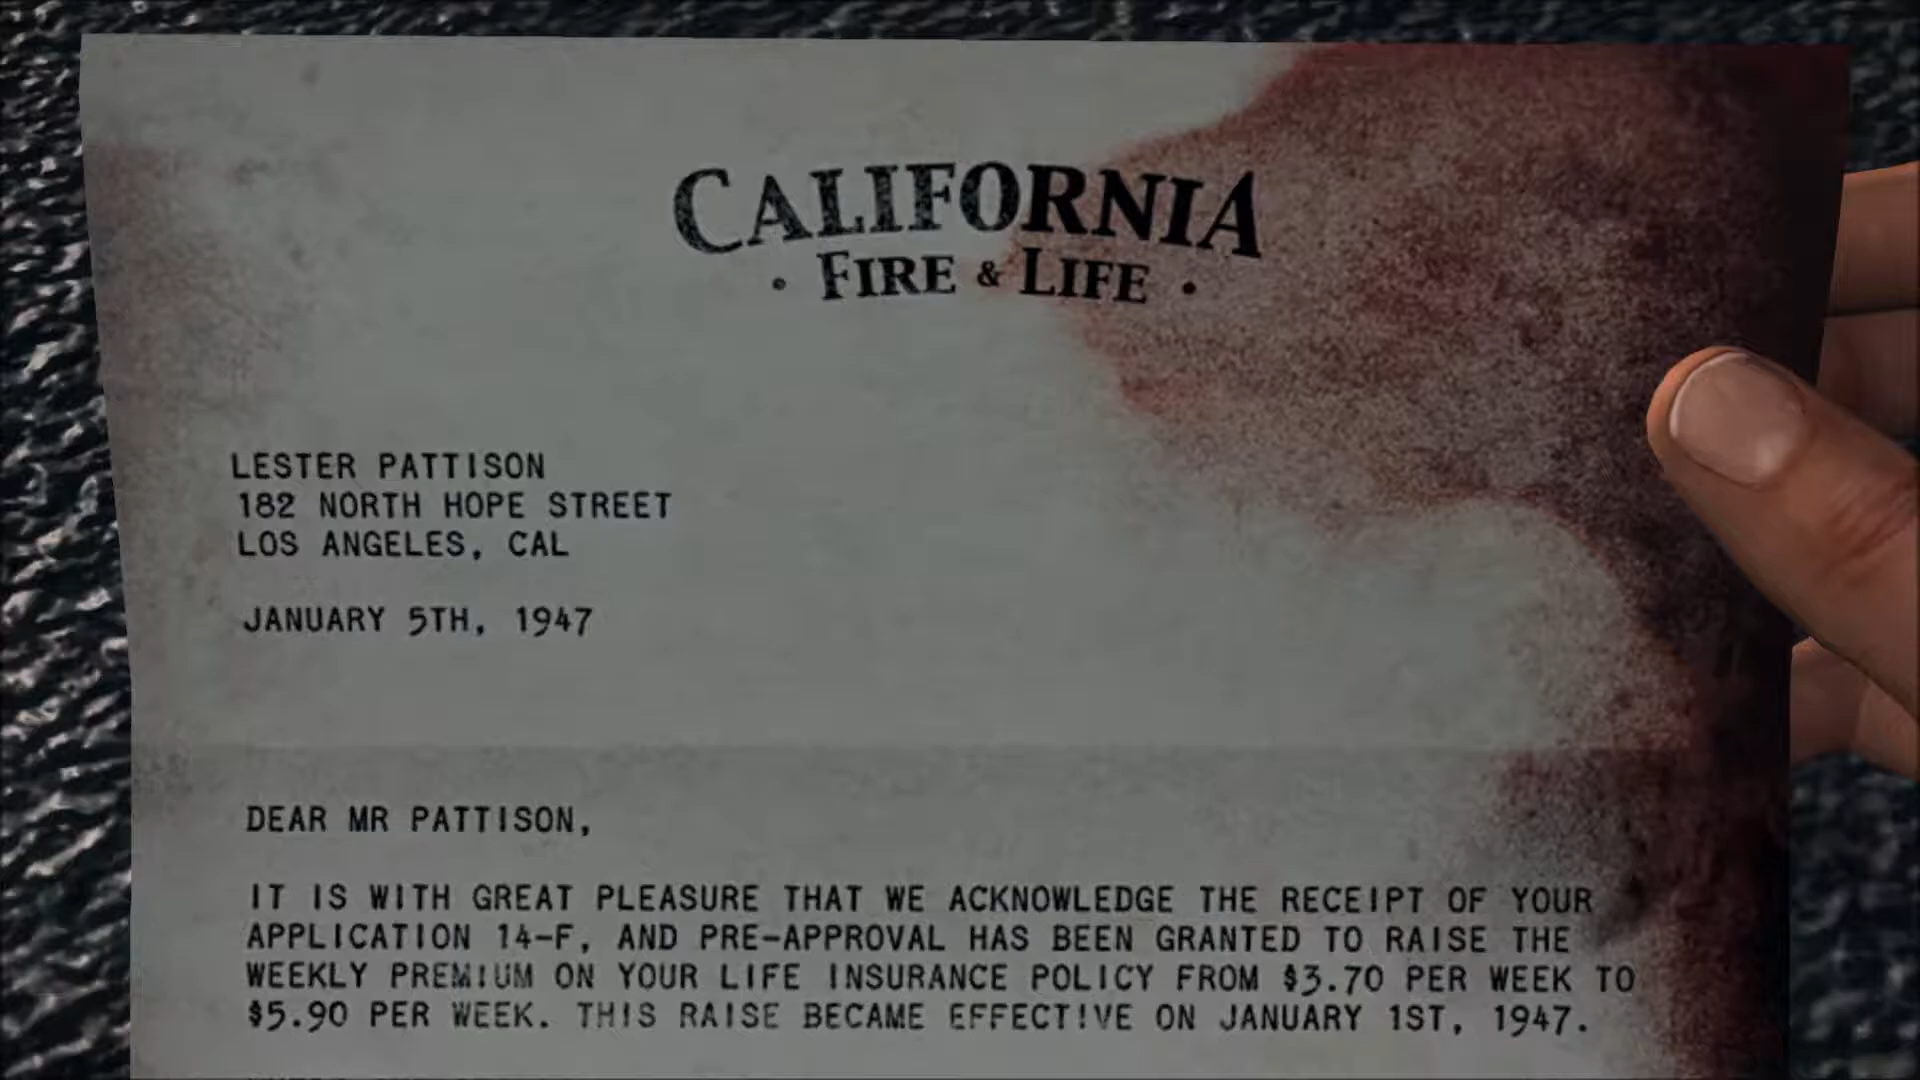 CALIFORNIA
· FIRE & LIFE ·
LESTER PATTISON
182 NORTH HOPE STREET
LOS ANGELES, CAL
JANUARY 5TH, 1947
DEAR MR PATTISON,
IT IS WITH GREAT PLEASURE THAT WE ACKNOWLEDGE THE RECEIPT OF YOUR
APPLICATION 14-F, AND PRE-APPROVAL HAS BEEN GRANTED TO RAISE THE
WEEKLY PREMIUM ON YOUR LIFE INSURANCE POLICY FROM $3.70 PER WEEK TO
$5.90 PER WEEK. THIS RAISE BECAME EFFECTIVE ON JANUARY 1ST, 1947.